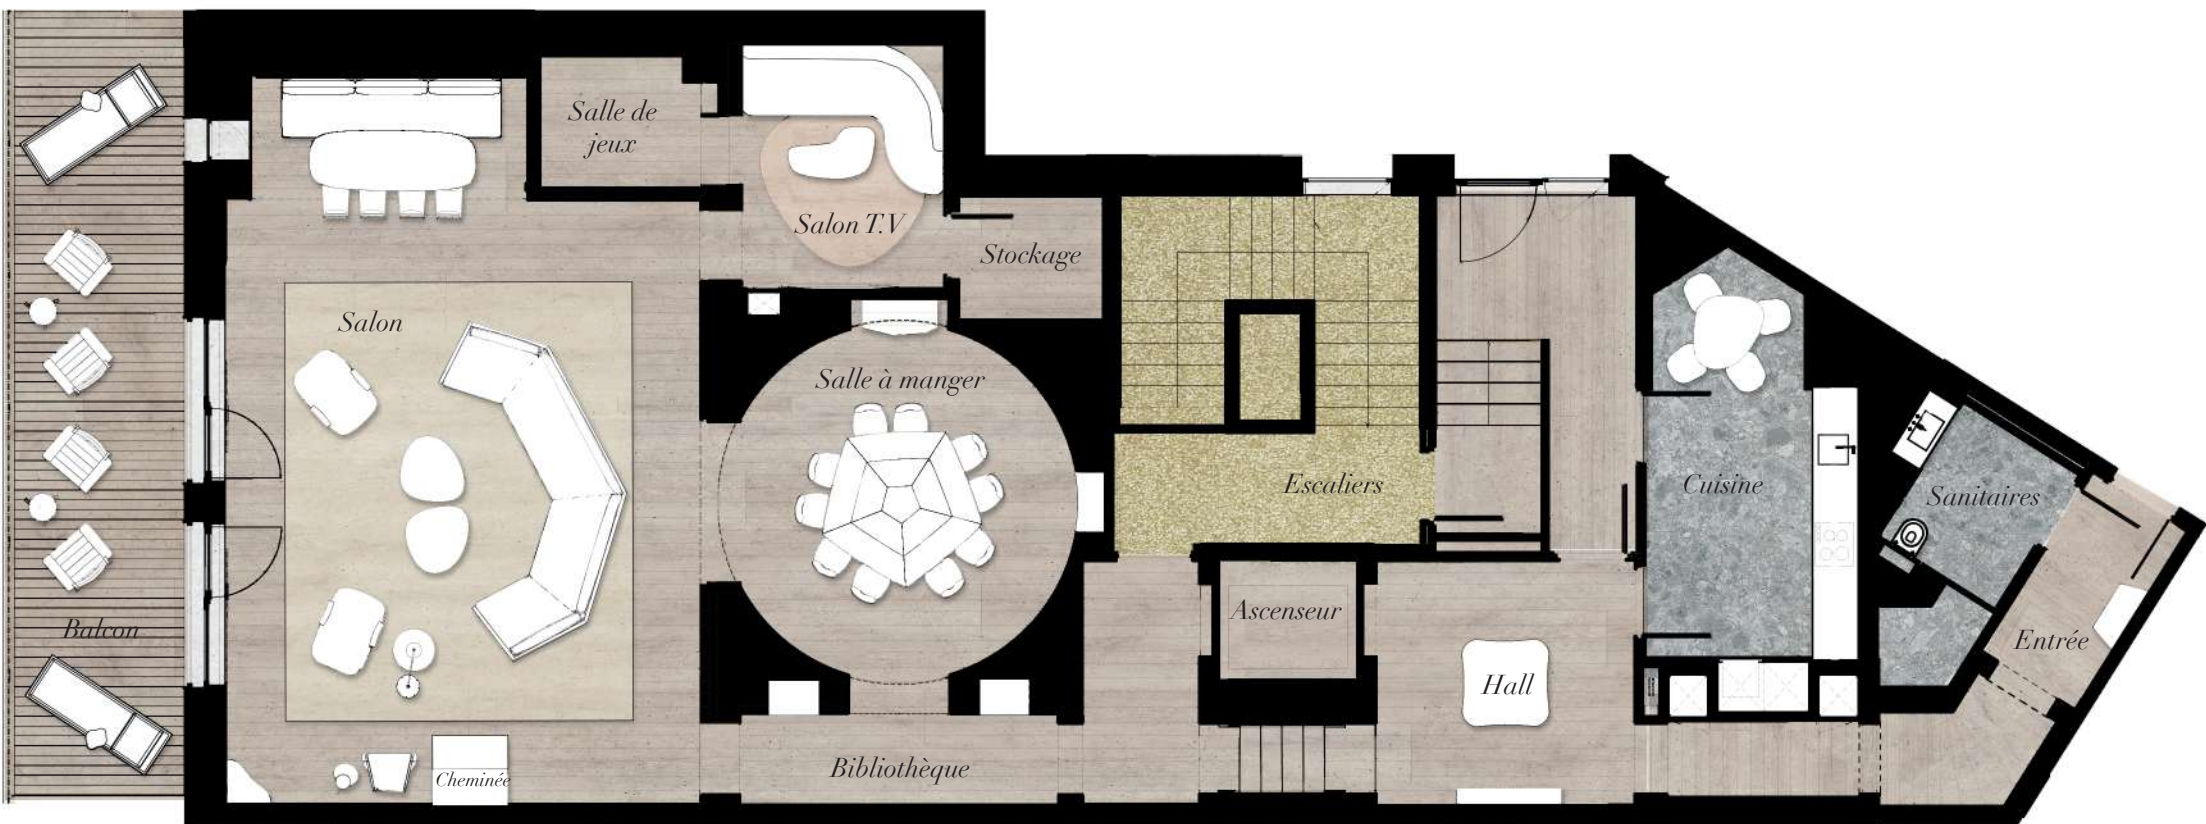 Salle de
jeux
Salon T.V
Stockage
Salon
Salle à manger
Escaliers
Cuisine
Sanitaires
Balcon
Ascenseur
Entrée
Hall
Bibliothèque
Cheminée